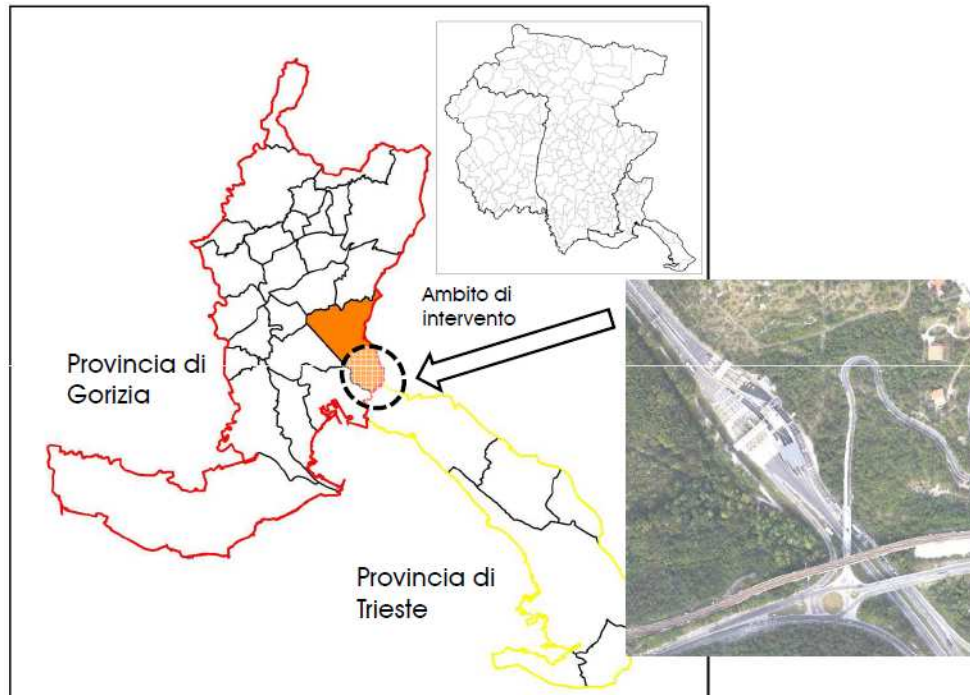 Ambito di
intervento
Provincia di
Gorizia
Provincia di
Trieste